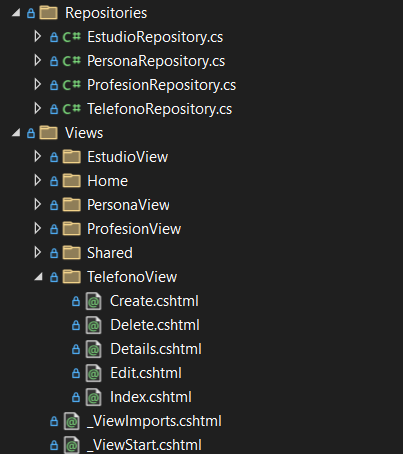 Repositories
C# EstudioRepository.cs
C# PersonaRepository.cs
C# ProfesionRepository.cs
C# TelefonoRepository.cs
Views
EstudioView
Home
PersonaView
ProfesionView
Shared
TelefonoView
@ Create.cshtml
@ Delete.cshtml
@ Details.cshtml
@ Edit.cshtml
@ Index.cshtml
@ _ViewImports.cshtml
@ _ViewStart.cshtml